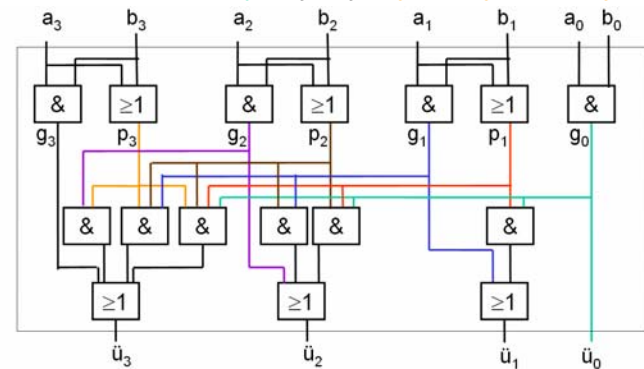 a₃ b₃ a₂ b₂ a₁ b₁ a₀ b₀
& ≥1 & ≥1 & ≥1 &
g₃ p₃ g₂ p₂ g₁ p₁ g₀
& & & & & &
≥1 ≥1 ≥1
ü₃ ü₂ ü₁ ü₀